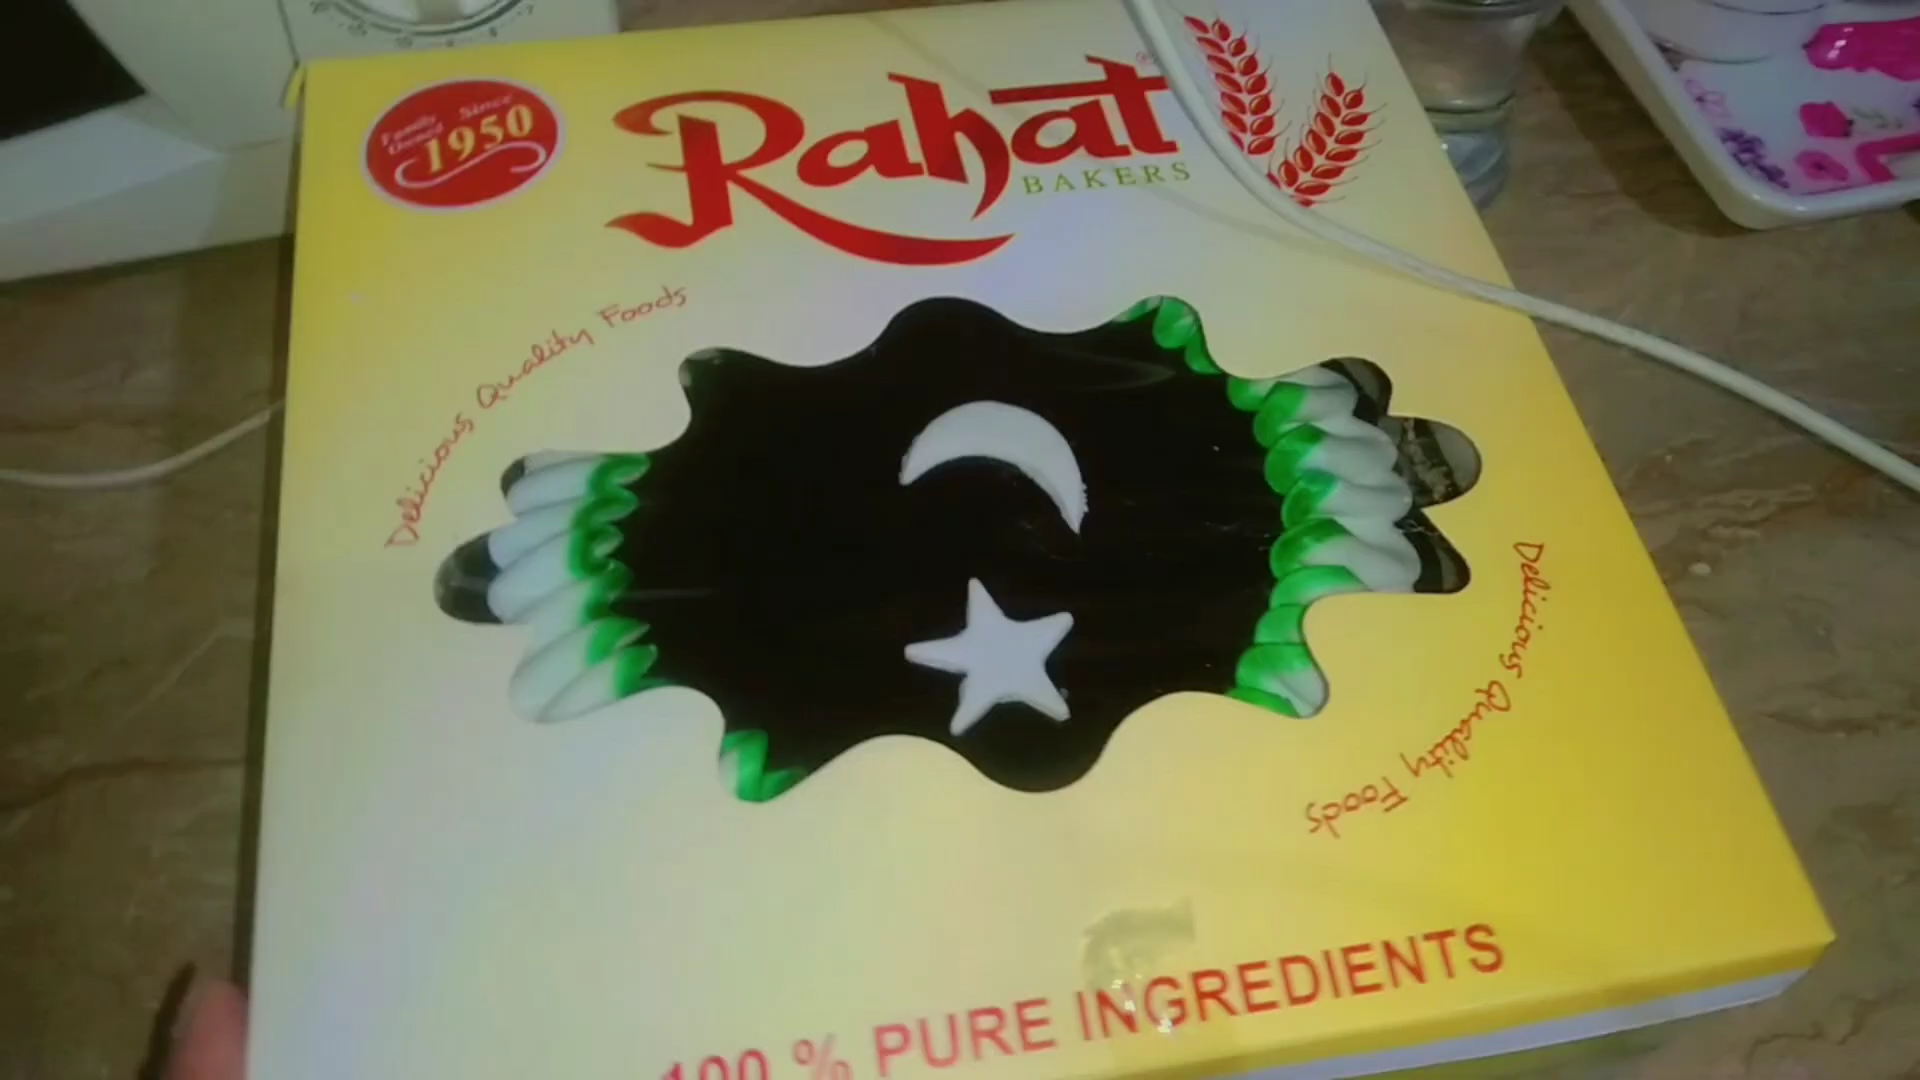 Family Since
Owned 1950
Rahat®
BAKERS
Delicious Quality Foods
Delicious Quality Foods
100 % PURE INGREDIENTS